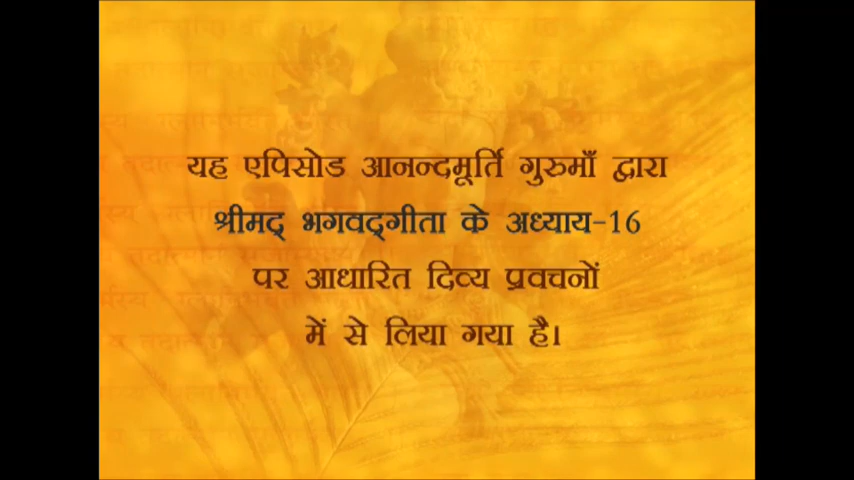 यह एपिसोड आनन्दमूर्ति गुरुमाँ द्वारा
श्रीमद् भगवद्गीता के अध्याय-16
पर आधारित दिव्य प्रवचनों
में से लिया गया है।